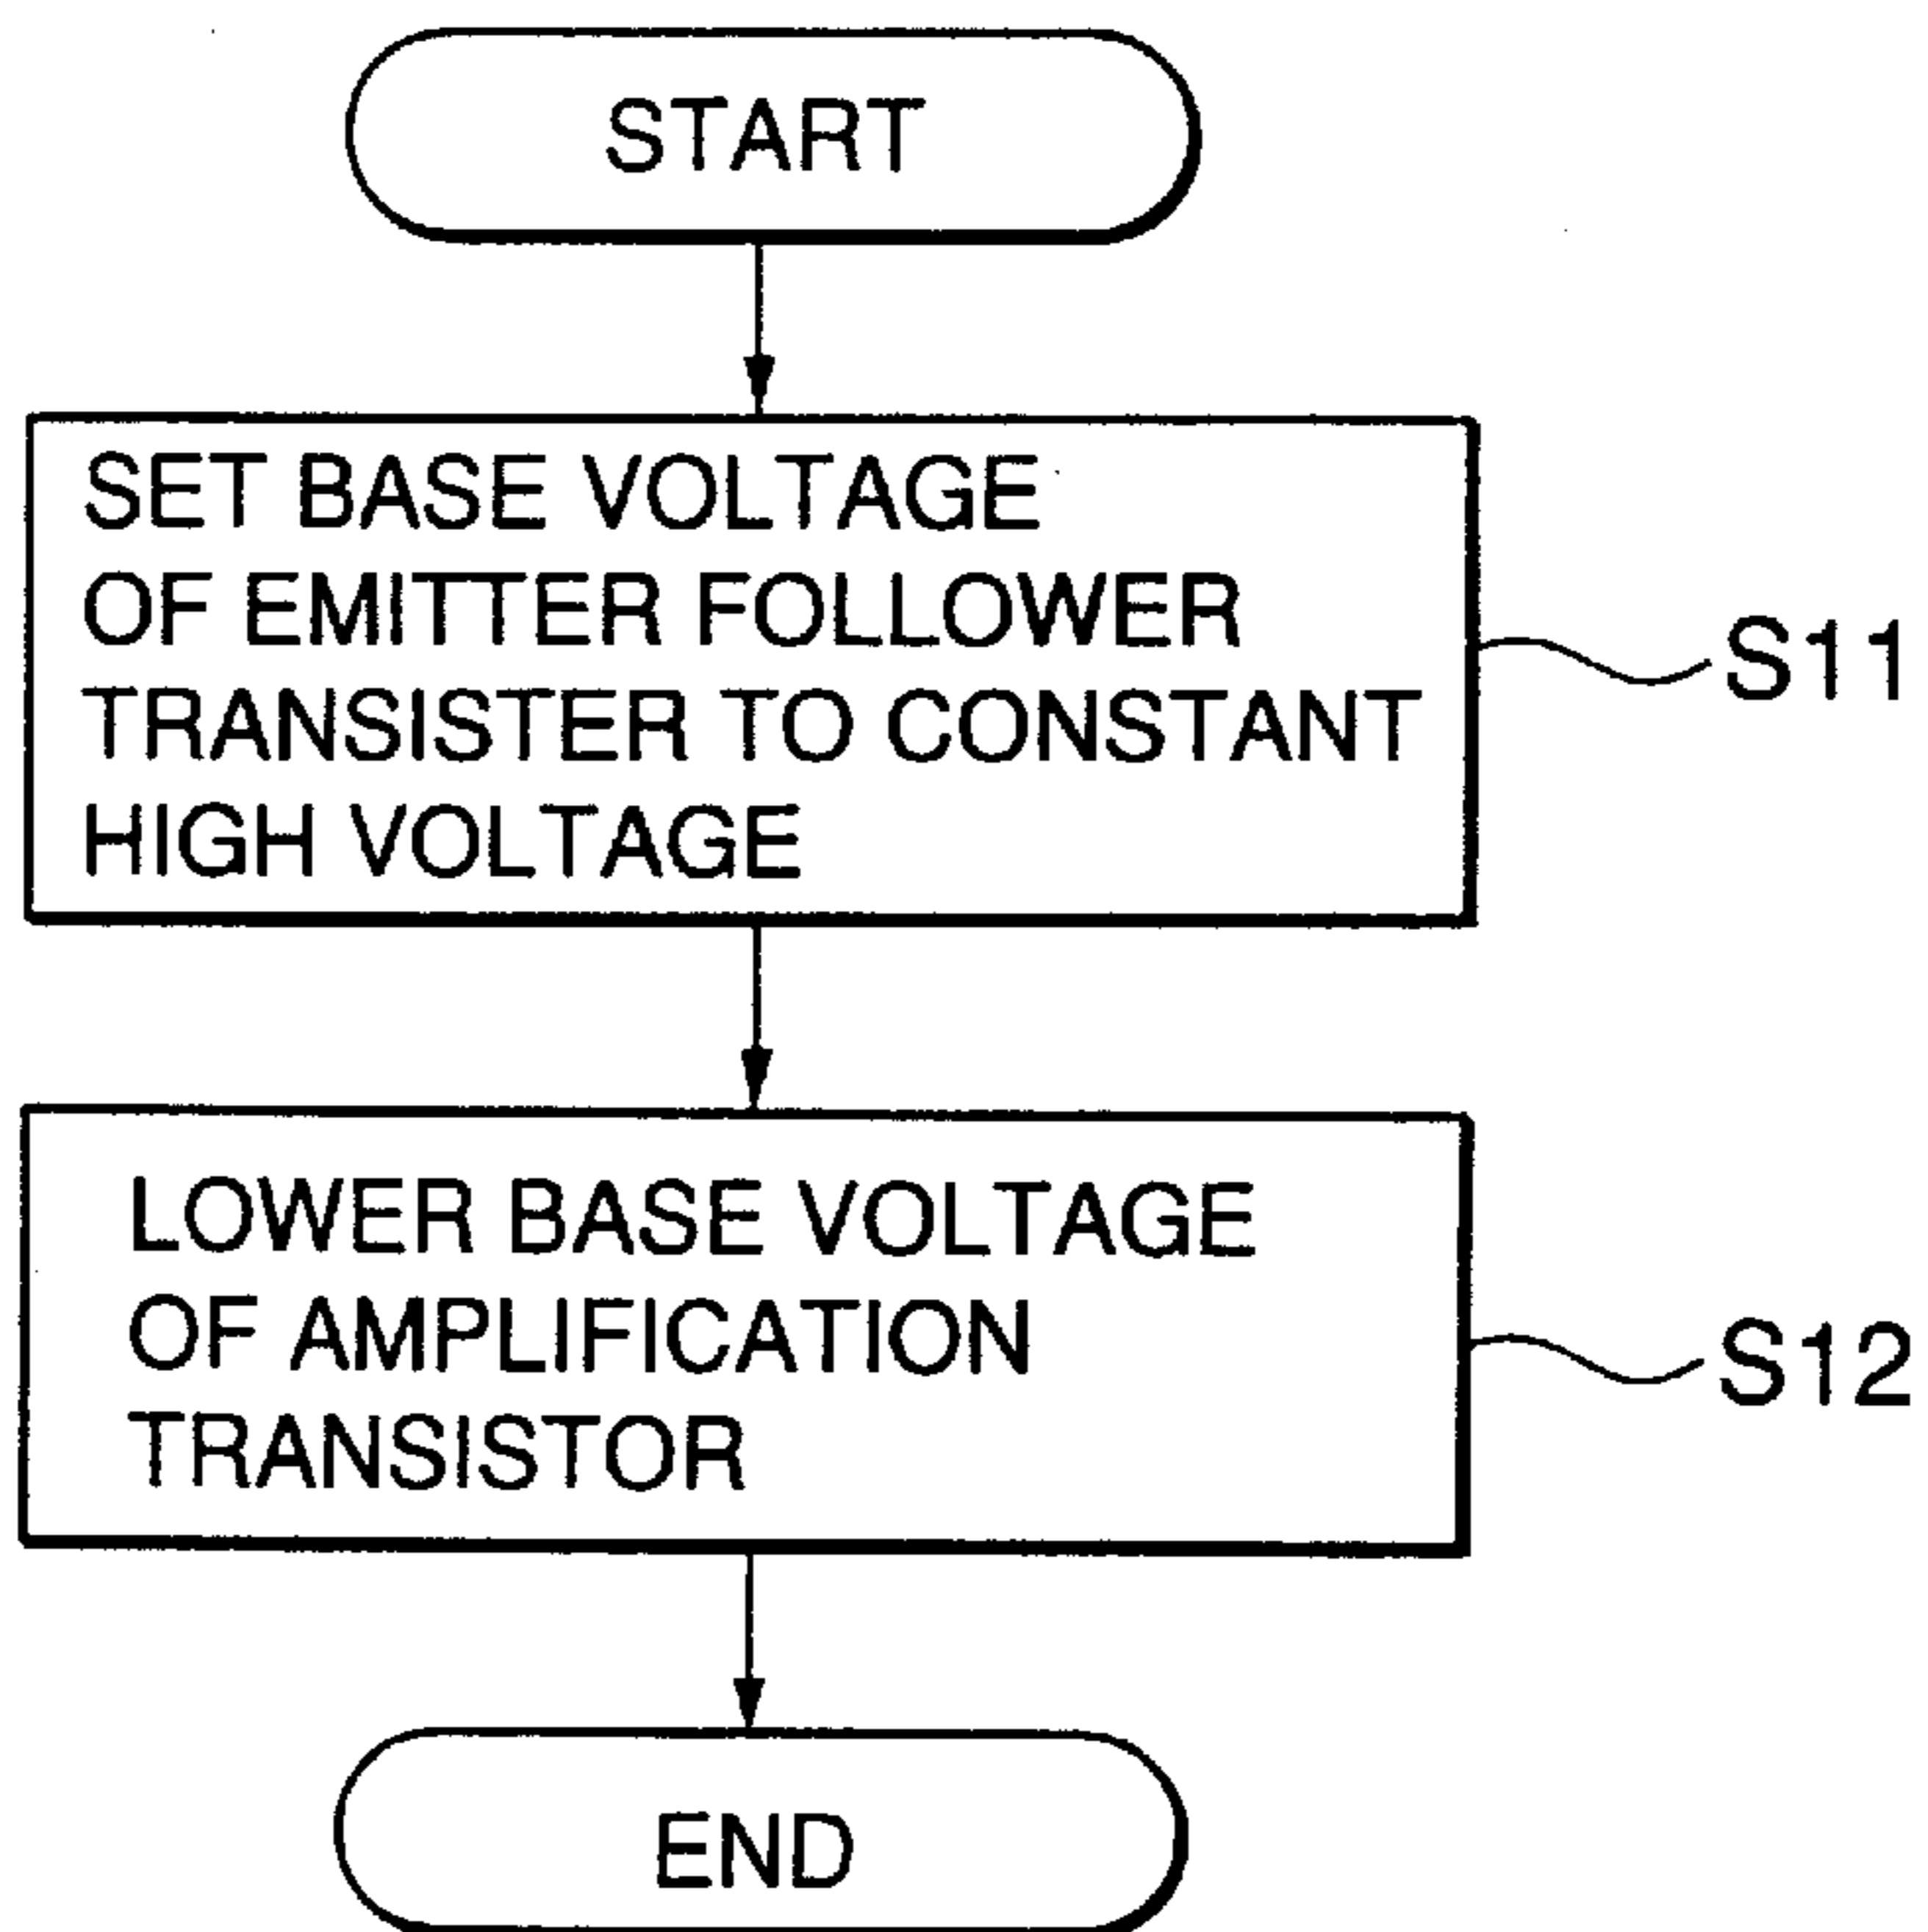 START
SET BASE VOLTAGE
OF EMITTER FOLLOWER
TRANSISTER TO CONSTANT
HIGH VOLTAGE
S11
LOWER BASE VOLTAGE
OF AMPLIFICATION
TRANSISTOR
S12
END